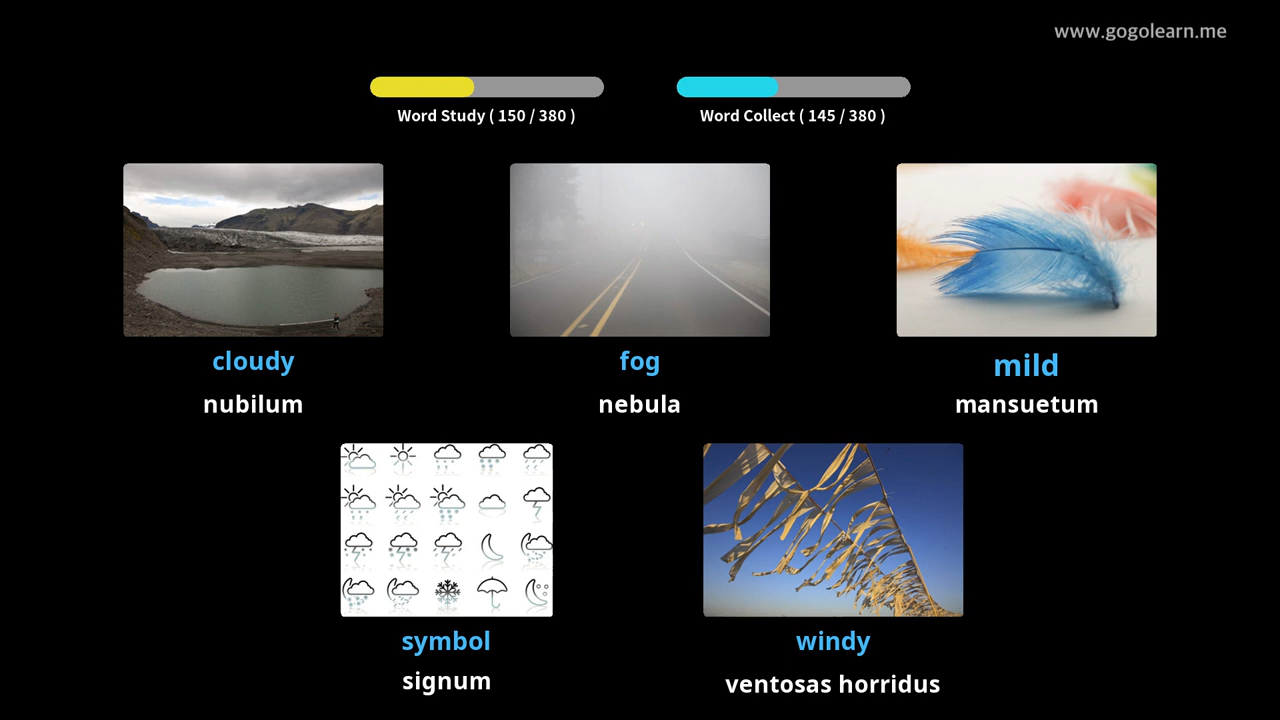 www.gogolearn.me
Word Study ( 150 / 380 )
Word Collect ( 145 / 380 )
cloudy
nubilum
fog
nebula
mild
mansuetum
symbol
signum
windy
ventosas horridus